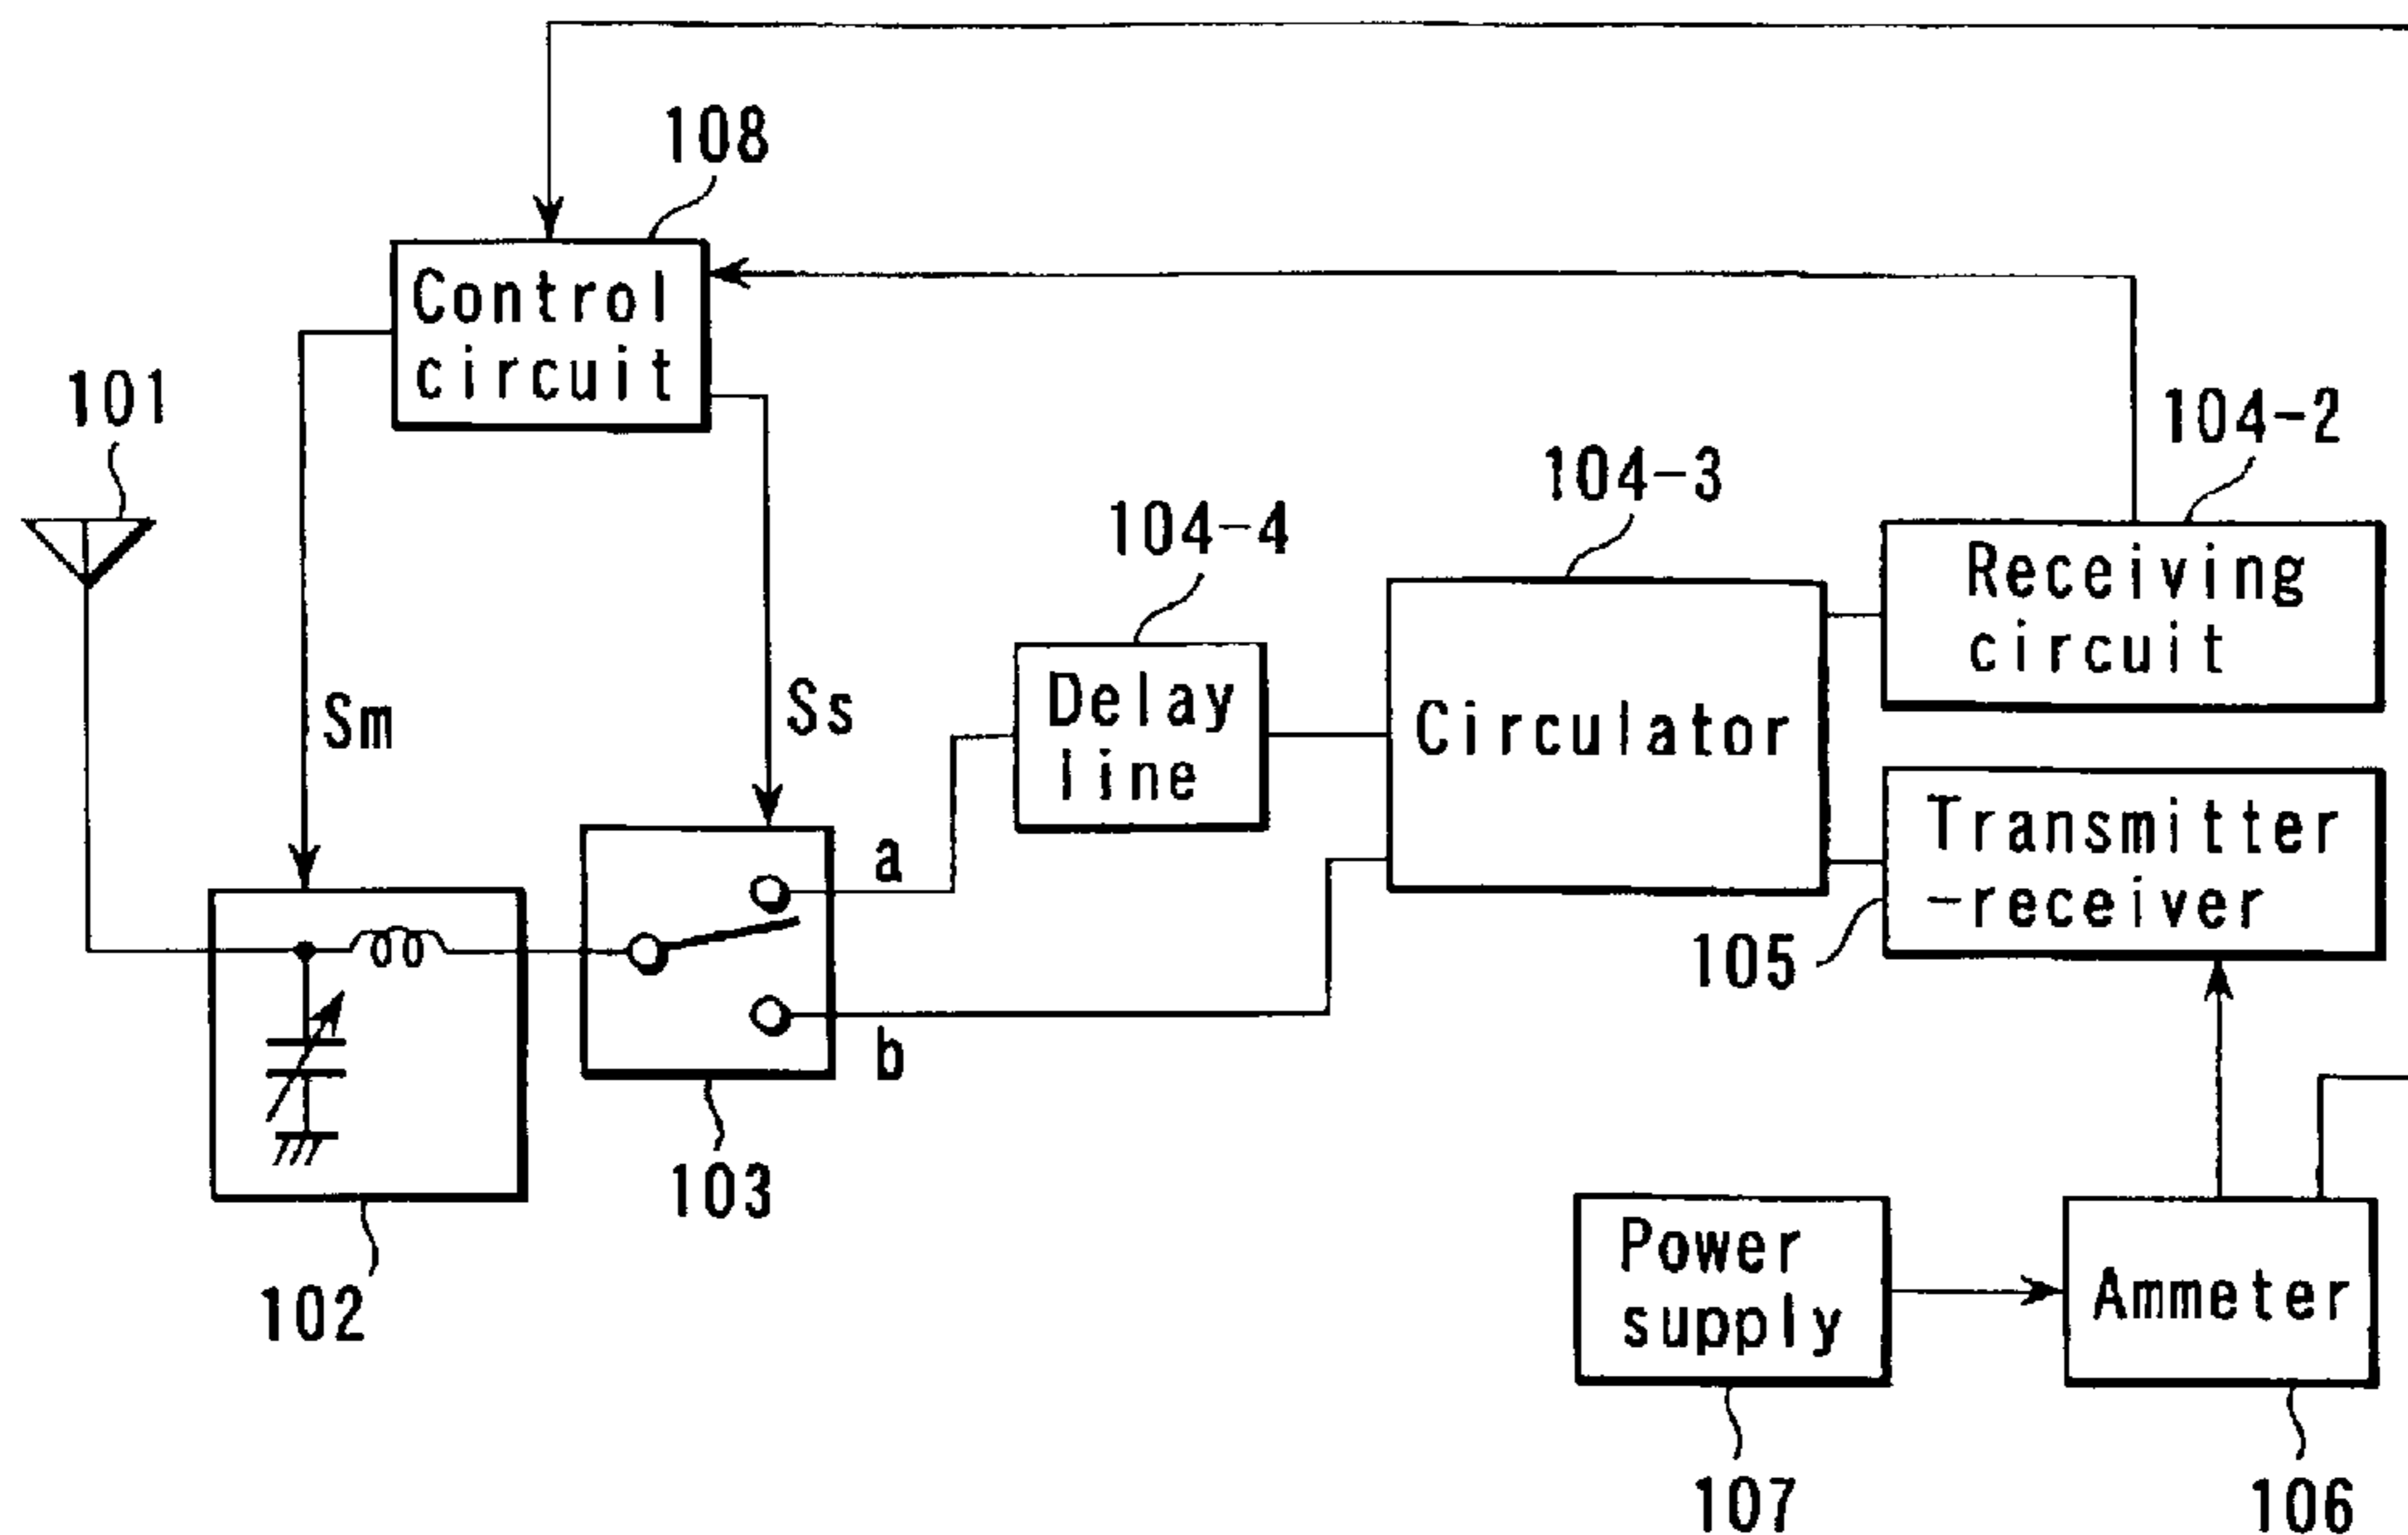 108
Control
circuit
101
104-2
104-3
104-4
Receiving
circuit
Sm
Ss
Delay
line
Circulator
Transmitter
-receiver
a
105
b
103
102
Power
supply
Ammeter
107
106